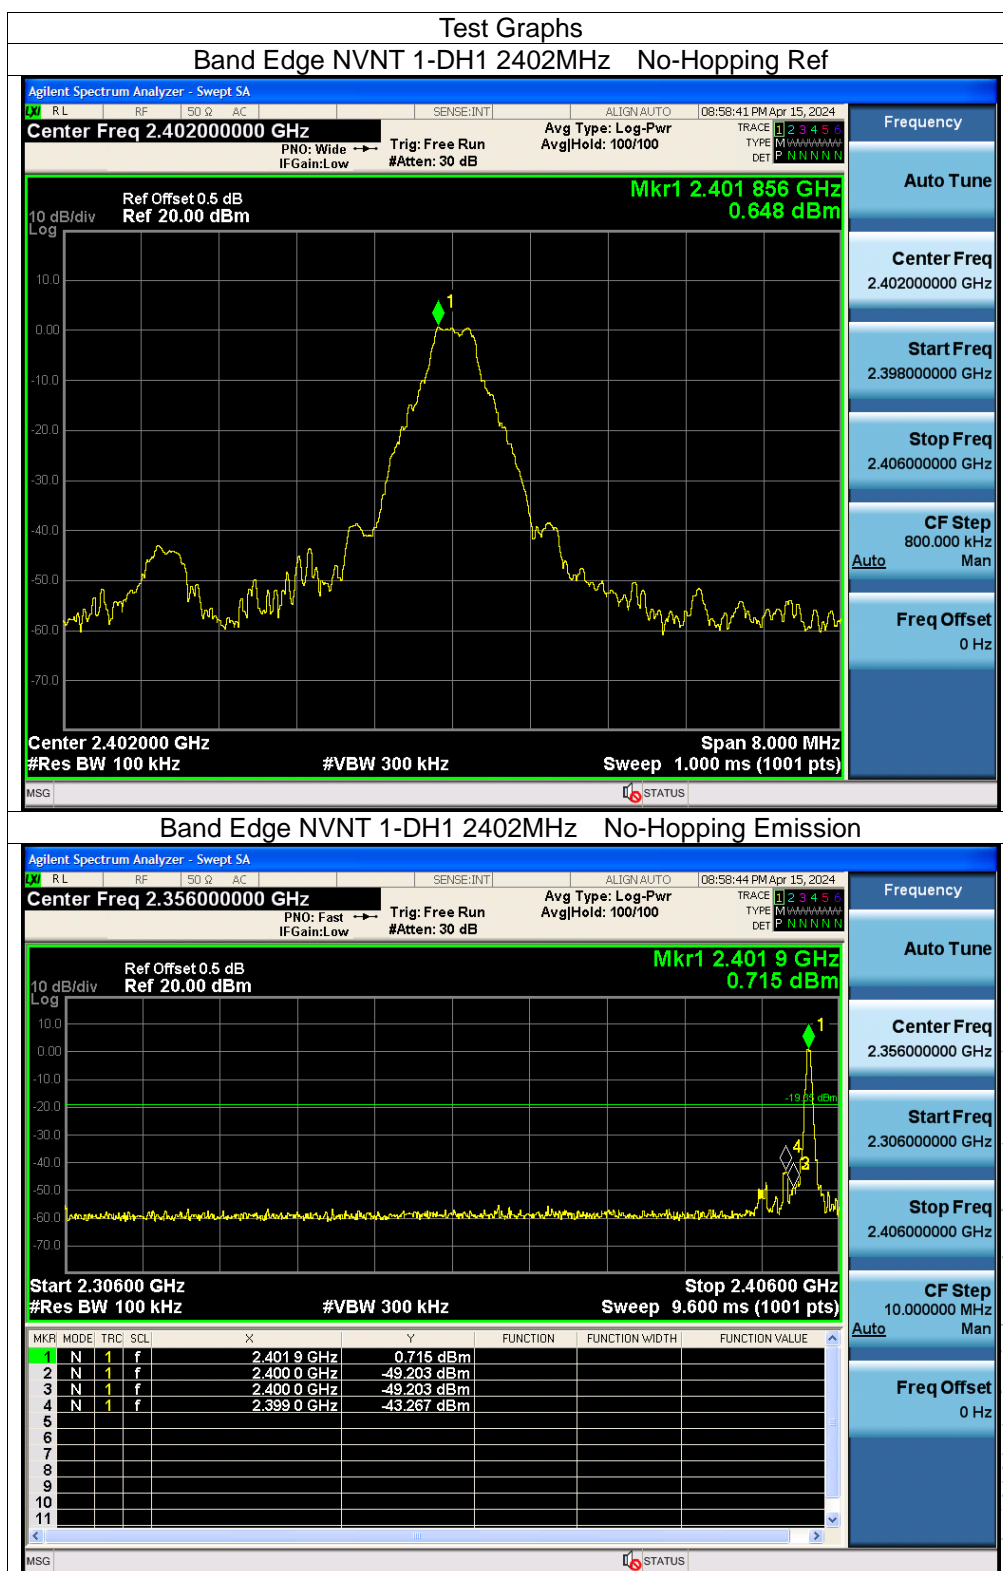 Test Graphs
Band Edge NVNT 1-DH1 2402MHz No-Hopping Ref
Agilent Spectrum Analyzer - Swept SA
LXI RL RF 50 Ω AC SENSE:INT ALIGN AUTO 08:58:41 PM Apr 15, 2024
Center Freq 2.402000000 GHz
PNO: Wide
IFGain:Low
Trig: Free Run
#Atten: 30 dB
Avg Type: Log-Pwr
Avg|Hold: 100/100
TRACE 1 2 3 4 5 6
TYPE M WWWWW
DET P N N N N N
Frequency
Mkr1 2.401 856 GHz
0.648 dBm
Ref Offset 0.5 dB
10 dB/div Ref 20.00 dBm
Log
10.0
1
0.00
-10.0
-20.0
-30.0
-40.0
-50.0
-60.0
-70.0
Center 2.402000 GHz Span 8.000 MHz
#Res BW 100 kHz #VBW 300 kHz Sweep 1.000 ms (1001 pts)
MSG STATUS
Auto Tune
Center Freq
2.402000000 GHz
Start Freq
2.398000000 GHz
Stop Freq
2.406000000 GHz
CF Step
800.000 kHz
Auto Man
Freq Offset
0 Hz
Band Edge NVNT 1-DH1 2402MHz No-Hopping Emission
Agilent Spectrum Analyzer - Swept SA
LXI RL RF 50 Ω AC SENSE:INT ALIGN AUTO 08:58:44 PM Apr 15, 2024
Center Freq 2.356000000 GHz
PNO: Fast
IFGain:Low
Trig: Free Run
#Atten: 30 dB
Avg Type: Log-Pwr
Avg|Hold: 100/100
TRACE 1 2 3 4 5 6
TYPE M WWWWW
DET P N N N N N
Frequency
Mkr1 2.401 9 GHz
0.715 dBm
Ref Offset 0.5 dB
10 dB/div Ref 20.00 dBm
Log
10.0
1
0.00
-10.0
-19.35 dBm
-20.0
-30.0
4
-40.0
3
-50.0
-60.0
-70.0
Start 2.30600 GHz Stop 2.40600 GHz
#Res BW 100 kHz #VBW 300 kHz Sweep 9.600 ms (1001 pts)
MKR MODE TRC SCL X Y FUNCTION FUNCTION WIDTH FUNCTION VALUE
1 N 1 f 2.401 9 GHz 0.715 dBm
2 N 1 f 2.400 0 GHz -49.203 dBm
3 N 1 f 2.400 0 GHz -49.203 dBm
4 N 1 f 2.399 0 GHz -43.267 dBm
5
6
7
8
9
10
11
MSG STATUS
Auto Tune
Center Freq
2.356000000 GHz
Start Freq
2.306000000 GHz
Stop Freq
2.406000000 GHz
CF Step
10.000000 MHz
Auto Man
Freq Offset
0 Hz